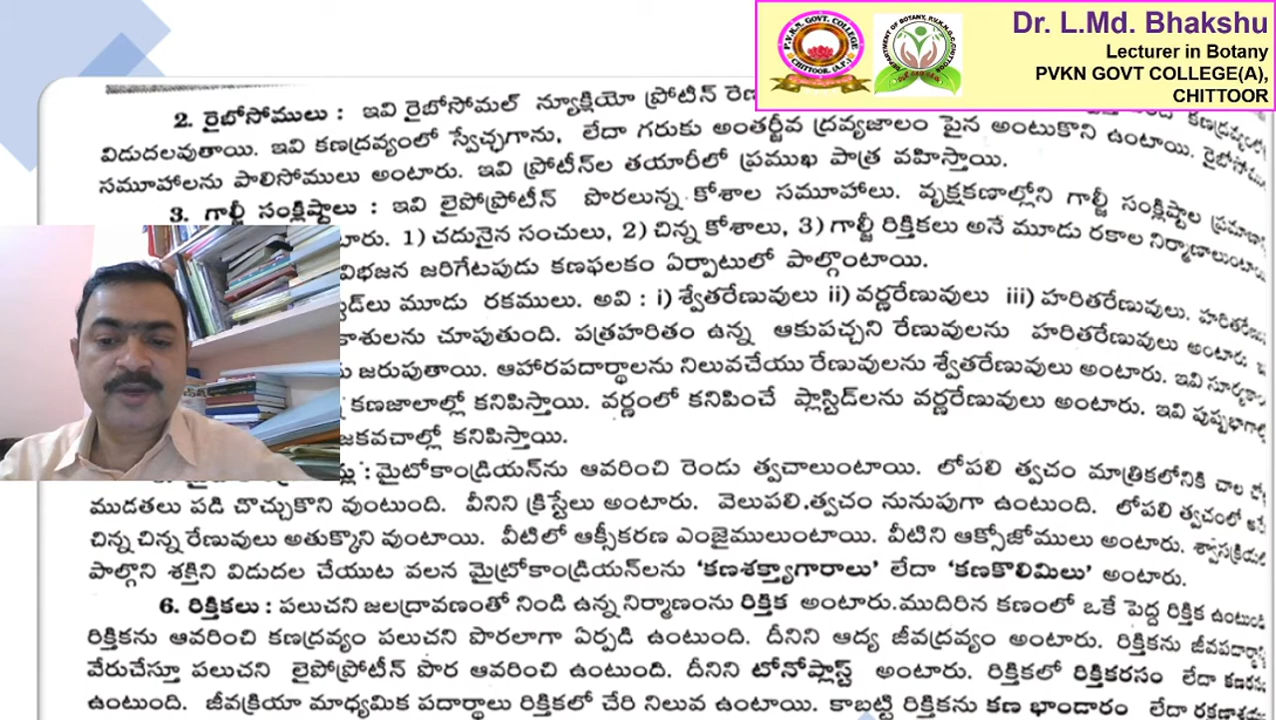 Dr. L.Md. Bhakshu
Lecturer in Botany
PVKN GOVT COLLEGE(A),
CHITTOOR
2. రైబోసోములు : ఇవి రైబోసోమల్ న్యూక్లియో ప్రోటీన్
విడుదలవుతాయి. ఇవి కణద్రవ్యంలో స్వేచ్ఛగాను, లేదా గరుకు అంతర్జీవ ద్రవ్యజాలం పైన అంటుకొని ఉంటాయి.
సమూహాలను పాలిసోములు అంటారు. ఇవి ప్రోటీన్‌ల తయారీలో ప్రముఖ పాత్ర వహిస్తాయి.
3. గాల్జీ సంక్లిష్టాలు : ఇవి లైపోప్రోటీన్ పొరలున్న కోశాల సమూహాలు. వృక్షకణాల్లోని గాల్జీ సంక్లిష్టాల
1) చదునైన సంచులు, 2) చిన్న కోశాలు, 3) గాల్జీ రిక్తికలు అనే మూడు రకాల నిర్మాణాలుంటాయి
విభజన జరిగేటపుడు కణఫలకం ఏర్పాటులో పాల్గొంటాయి.
మూడు రకములు. అవి : i) శ్వేతరేణువులు ii) వర్ణరేణువులు iii) హరితరేణువులు.
చూపుతుంది. పత్రహరితం ఉన్న ఆకుపచ్చని రేణువులను హరితరేణువులు అంటారు.
జరుపుతాయి. ఆహారపదార్థాలను నిలువచేయు రేణువులను శ్వేతరేణువులు అంటారు. ఇవి
కణజాలాల్లో కనిపిస్తాయి. వర్ణంలో కనిపించే ప్లాస్టిడ్‌లను వర్ణరేణువులు అంటారు. ఇవి
కనిపిస్తాయి.
: మైటోకాండ్రియన్‌ను ఆవరించి రెండు త్వచాలుంటాయి. లోపలి త్వచం మాత్రికలోనికి చాల
ముడతలు పడి చొచ్చుకొని వుంటుంది. వీనిని క్రిస్టేలు అంటారు. వెలుపలి.త్వచం నునుపుగా ఉంటుంది. లోపలి త్వచంలో
చిన్న చిన్న రేణువులు అతుక్కొని వుంటాయి. వీటిలో ఆక్సీకరణ ఎంజైములుంటాయి. వీటిని ఆక్సోజోములు అంటారు.
పాల్గొని శక్తిని విడుదల చేయుట వలన మైట్రోకాండ్రియన్‌లను ‘కణశక్త్యాగారాలు’ లేదా ‘కణకొలిమిలు’ అంటారు.
6. రిక్తికలు : పలుచని జలద్రావణంతో నిండి ఉన్న నిర్మాణంను రిక్తిక అంటారు.ముదిరిన కణంలో ఒకే పెద్ద రిక్తిక ఉంటుంది
రిక్తికను ఆవరించి కణద్రవ్యం పలుచని పొరలాగా ఏర్పడి ఉంటుంది. దీనిని ఆద్య జీవద్రవ్యం అంటారు. రిక్తికను
వేరుచేస్తూ పలుచని లైపోప్రోటీన్ పొర ఆవరించి ఉంటుంది. దీనిని టోనోప్లాస్ట్ అంటారు. రిక్తికలో రిక్తికరసం లేదా
ఉంటుంది. జీవక్రియా మాధ్యమిక పదార్థాలు రిక్తికలో చేరి నిలువ ఉంటాయి. కాబట్టి రిక్తికను కణ భాండారం లేదా